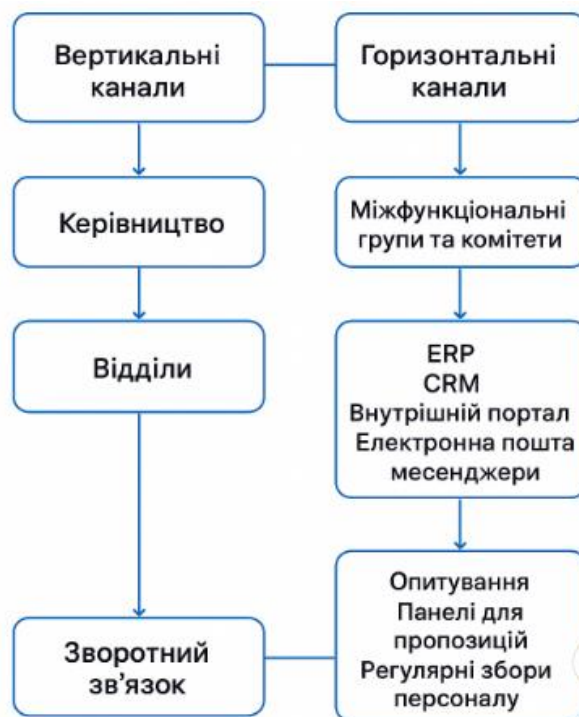 Вертикальні
канали
Горизонтальні
канали
Керівництво
Міжфункціональні
групи та комітети
Відділи
ERP
CRM
Внутрішній портал
Електронна пошта
месенджери
Зворотний
зв’язок
Опитування
Панелі для
пропозицій
Регулярні збори
персоналу